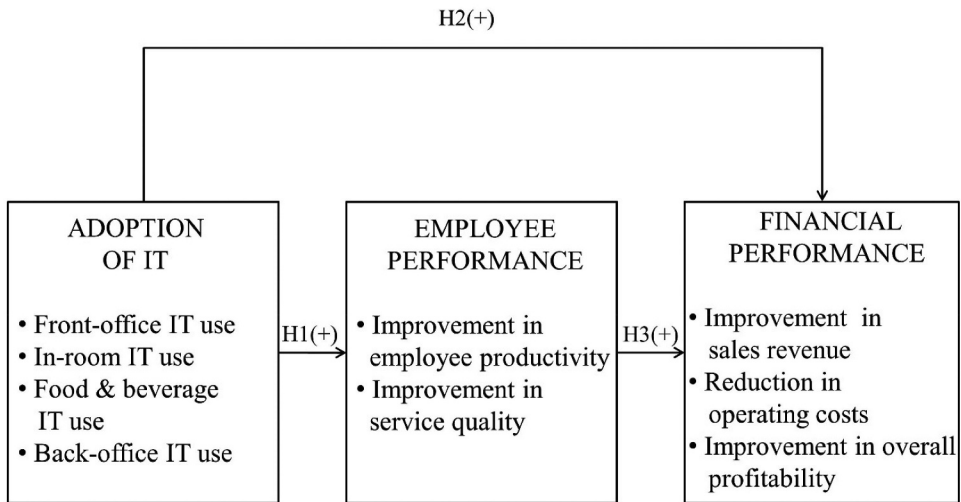 H2(+)
ADOPTION
OF IT
• Front-office IT use
• In-room IT use
• Food & beverage
IT use
• Back-office IT use
H1(+)
EMPLOYEE
PERFORMANCE
• Improvement in
employee productivity
• Improvement in
service quality
H3(+)
FINANCIAL
PERFORMANCE
• Improvement in
sales revenue
• Reduction in
operating costs
• Improvement in overall
profitability